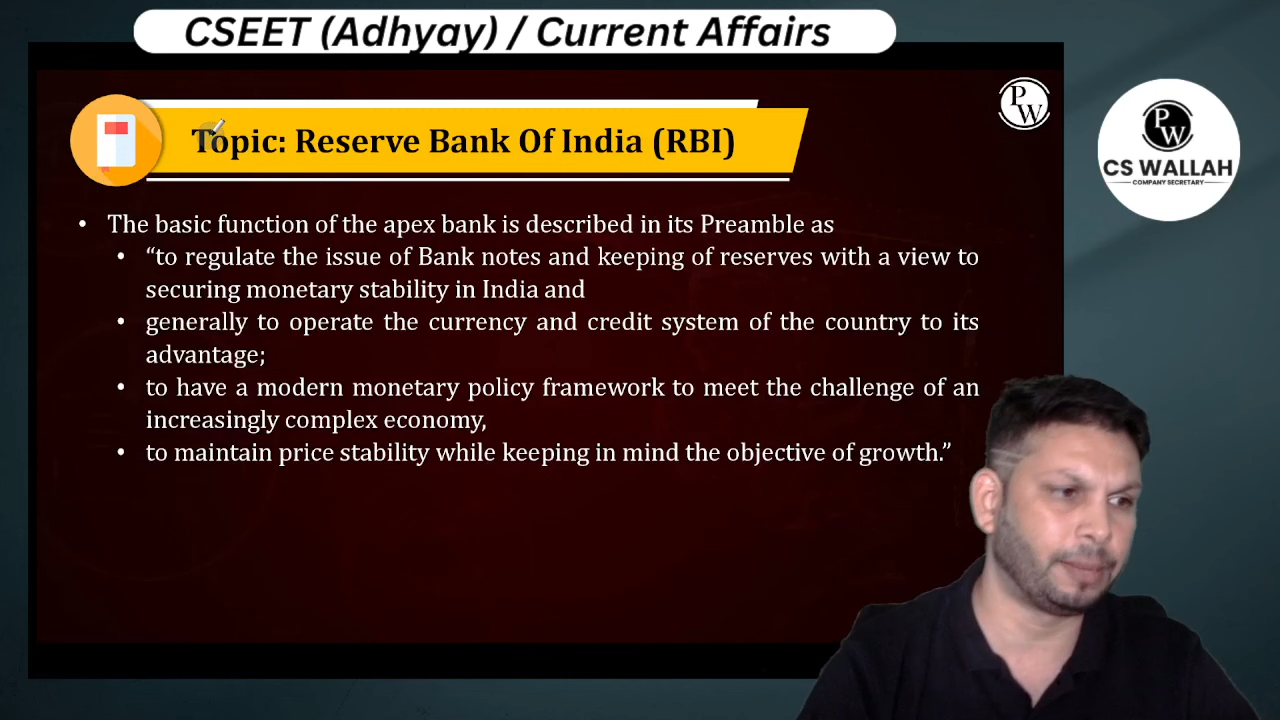 CSEET (Adhyay) / Current Affairs
PW
PW
CS WALLAH
COMPANY SECRETARY
Topic: Reserve Bank Of India (RBI)
• The basic function of the apex bank is described in its Preamble as
• “to regulate the issue of Bank notes and keeping of reserves with a view to
securing monetary stability in India and
• generally to operate the currency and credit system of the country to its
advantage;
• to have a modern monetary policy framework to meet the challenge of an
increasingly complex economy,
• to maintain price stability while keeping in mind the objective of growth.”